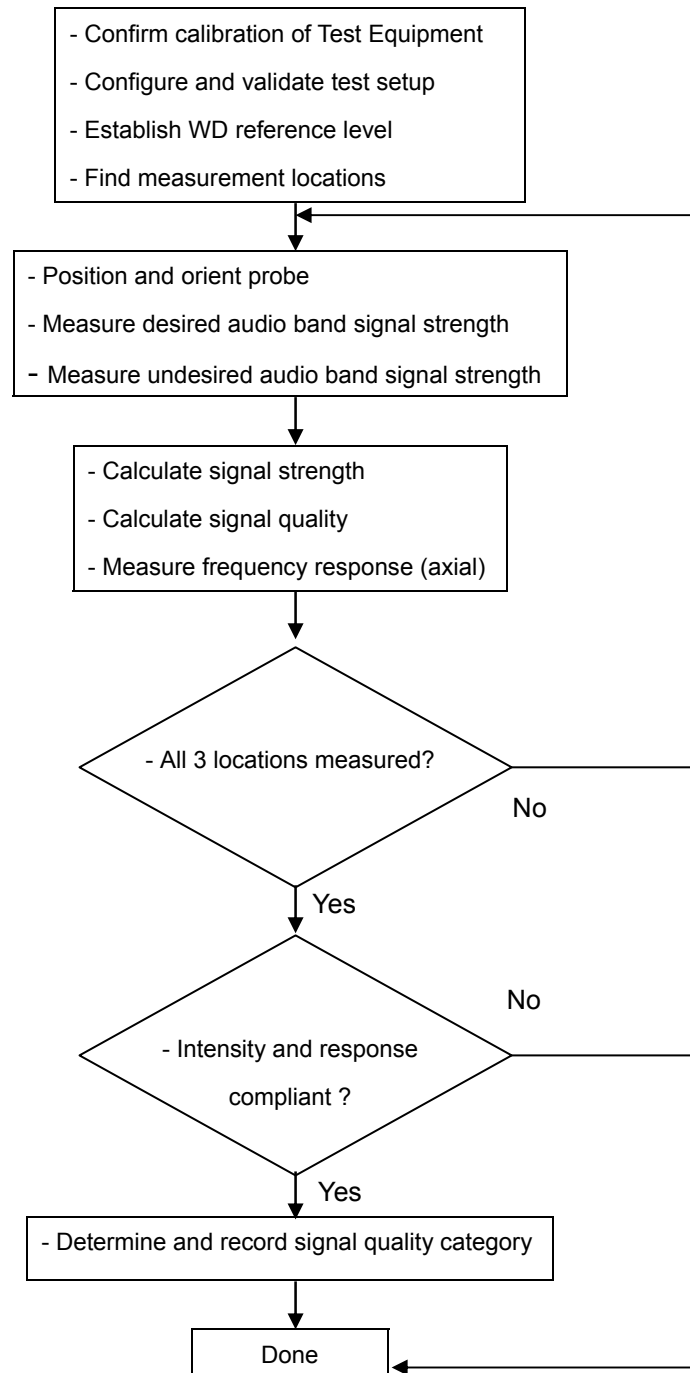 - Confirm calibration of Test Equipment
- Configure and validate test setup
- Establish WD reference level
- Find measurement locations
- Position and orient probe
- Measure desired audio band signal strength
- Measure undesired audio band signal strength
- Calculate signal strength
- Calculate signal quality
- Measure frequency response (axial)
- All 3 locations measured?
No
Yes
No
- Intensity and response
compliant ?
Yes
- Determine and record signal quality category
Done